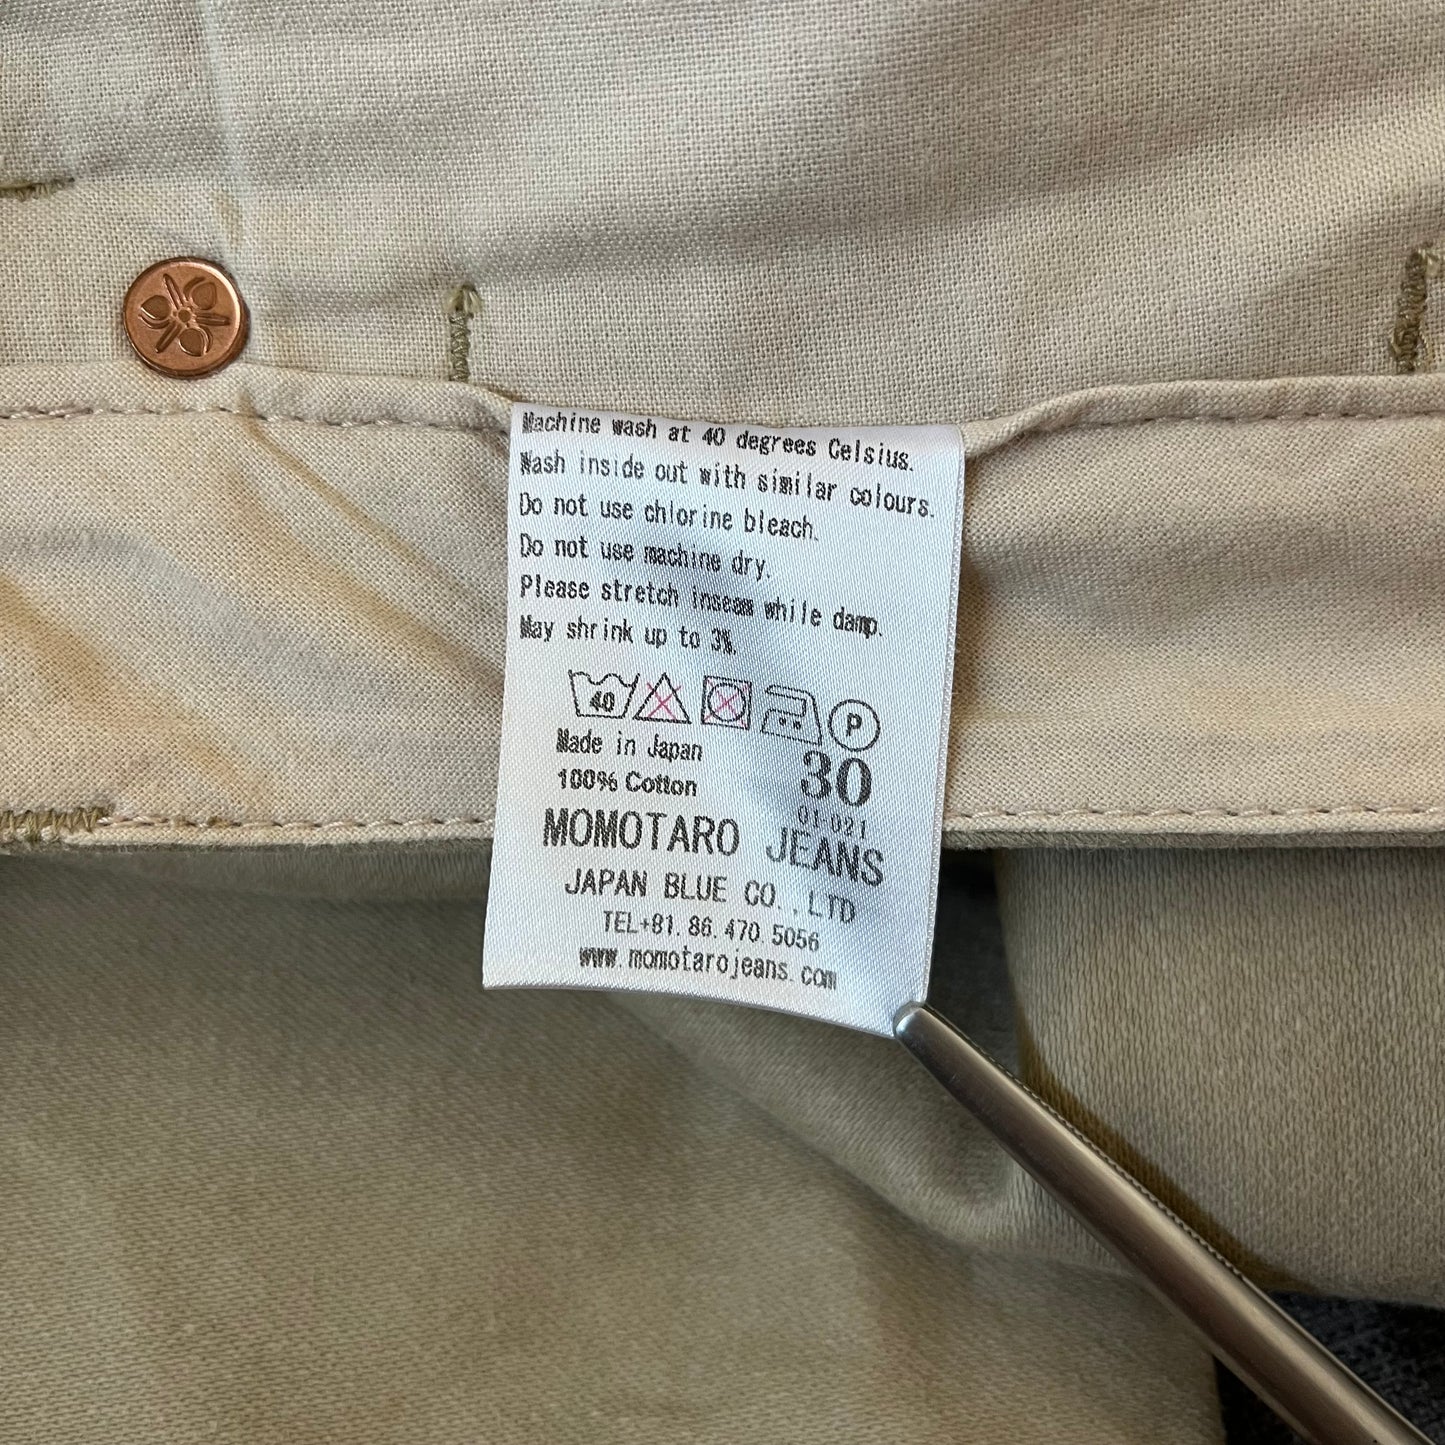 Machine wash at 40 degrees Celsius.
Wash inside out with similar colours.
Do not use chlorine bleach.
Do not use machine dry.
Please stretch inseam while damp.
May shrink up to 3%.
40 P
Made in Japan
100% Cotton
30
01-021
MOMOTARO JEANS
JAPAN BLUE CO.,LTD
TEL+81.86.470.5056
www.momotarojeans.com